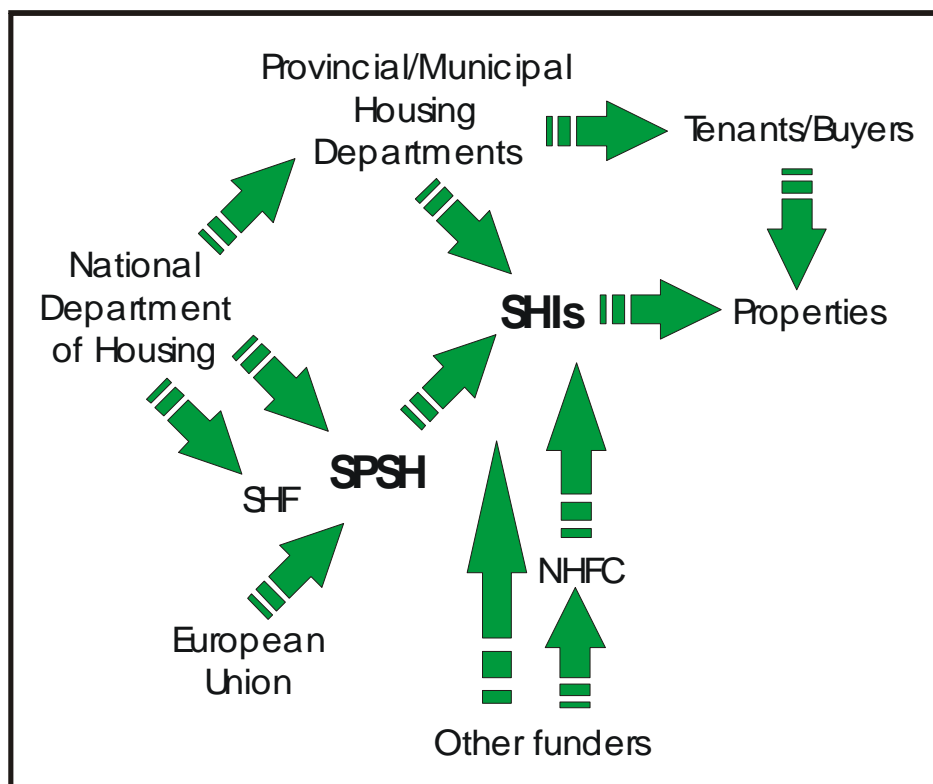 Provincial/Municipal
Housing
Departments
Tenants/Buyers
National
Department
of Housing
SHIs
Properties
SPSH
SHF
NHFC
European
Union
Other funders